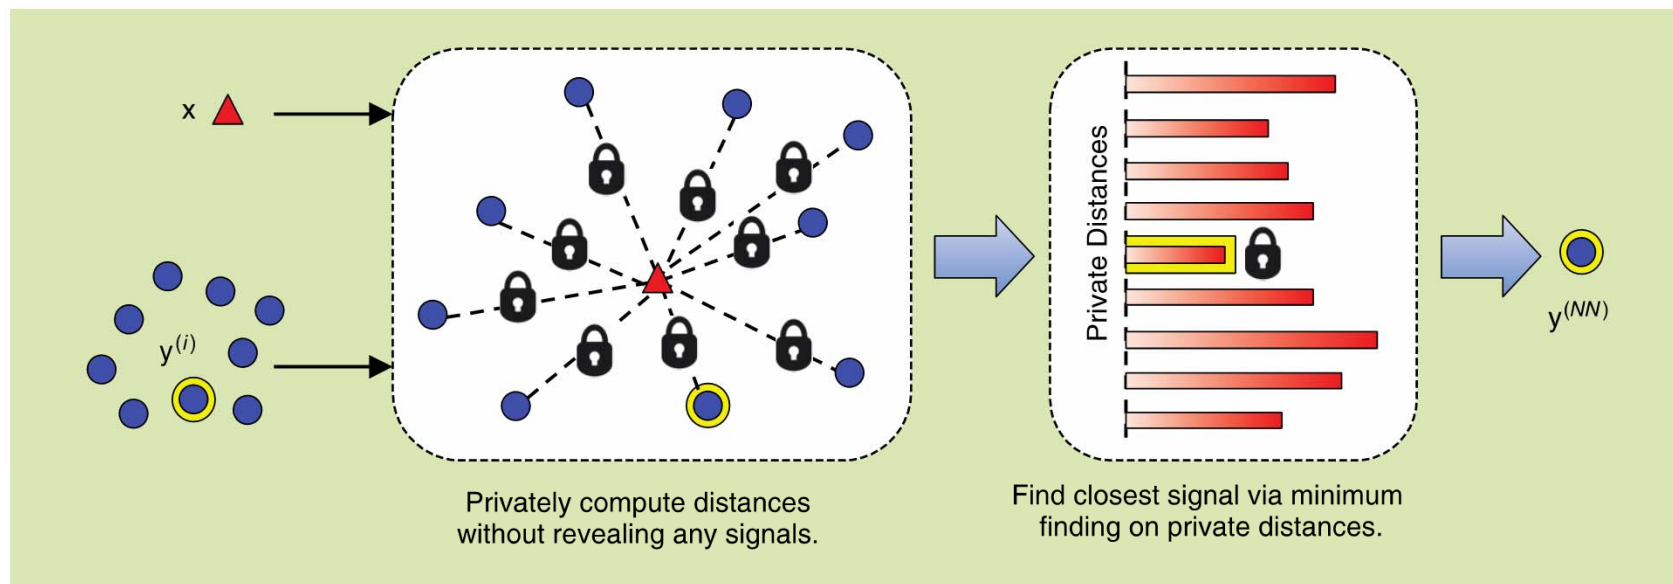 x
y(i)
Privately compute distances
without revealing any signals.
Private Distances
Find closest signal via minimum
finding on private distances.
y(NN)